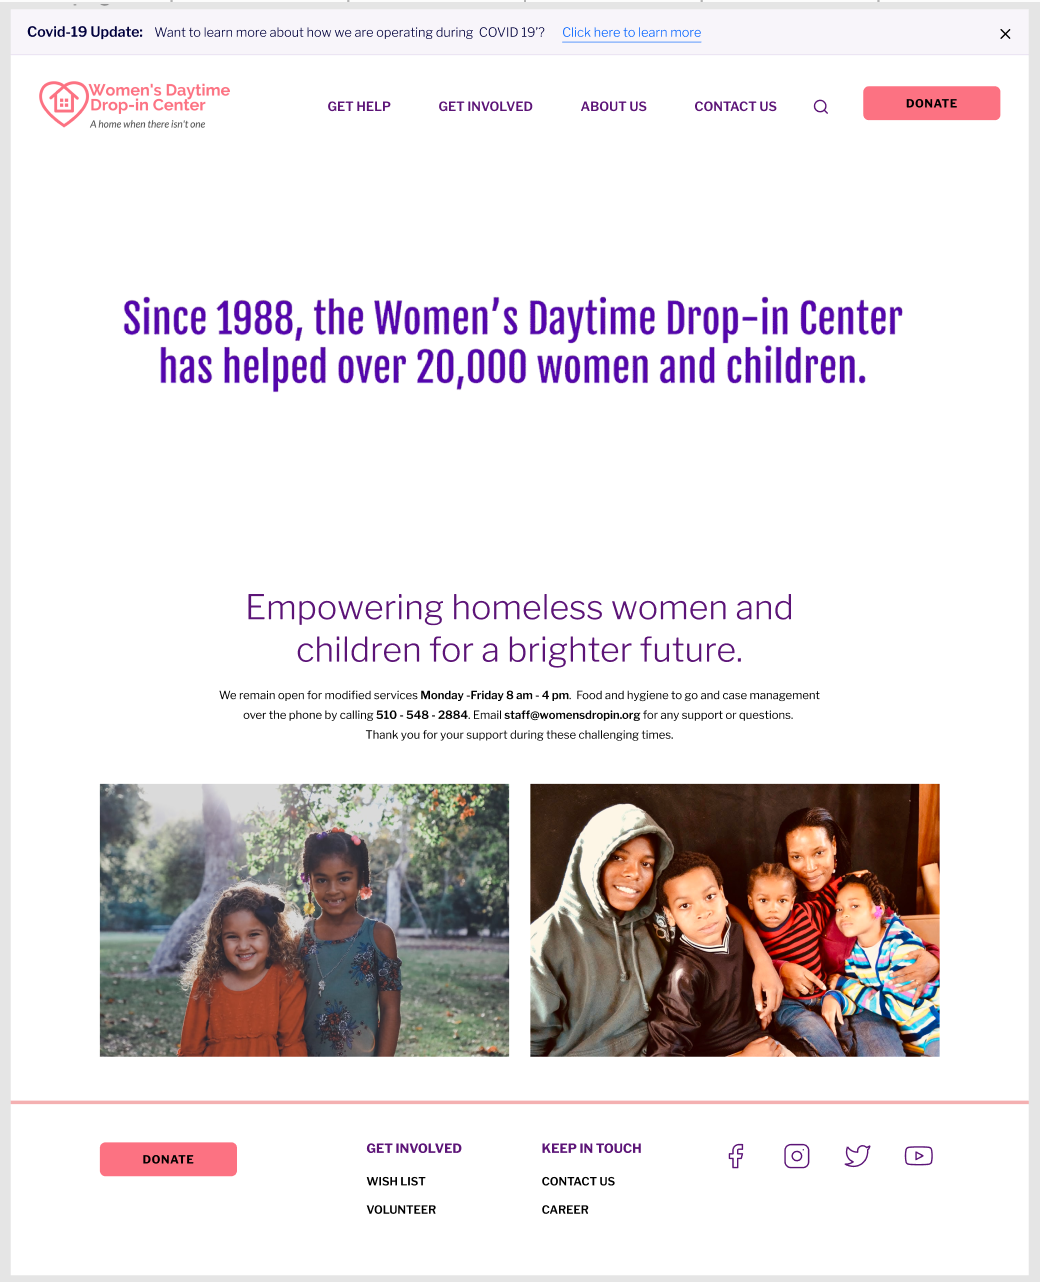 Covid-19 Update: Want to learn more about how we are operating during COVID 19'? Click here to learn more
Women's Daytime
Drop-in Center
A home when there isn't one
GET HELP GET INVOLVED ABOUT US CONTACT US DONATE
Since 1988, the Women's Daytime Drop-in Center
has helped over 20,000 women and children.
Empowering homeless women and
children for a brighter future.
We remain open for modified services Monday -Friday 8 am - 4 pm. Food and hygiene to go and case management
over the phone by calling 510 - 548 - 2884. Email staff@womensdropin.org for any support or questions.
Thank you for your support during these challenging times.
DONATE
GET INVOLVED
WISH LIST
VOLUNTEER
KEEP IN TOUCH
CONTACT US
CAREER